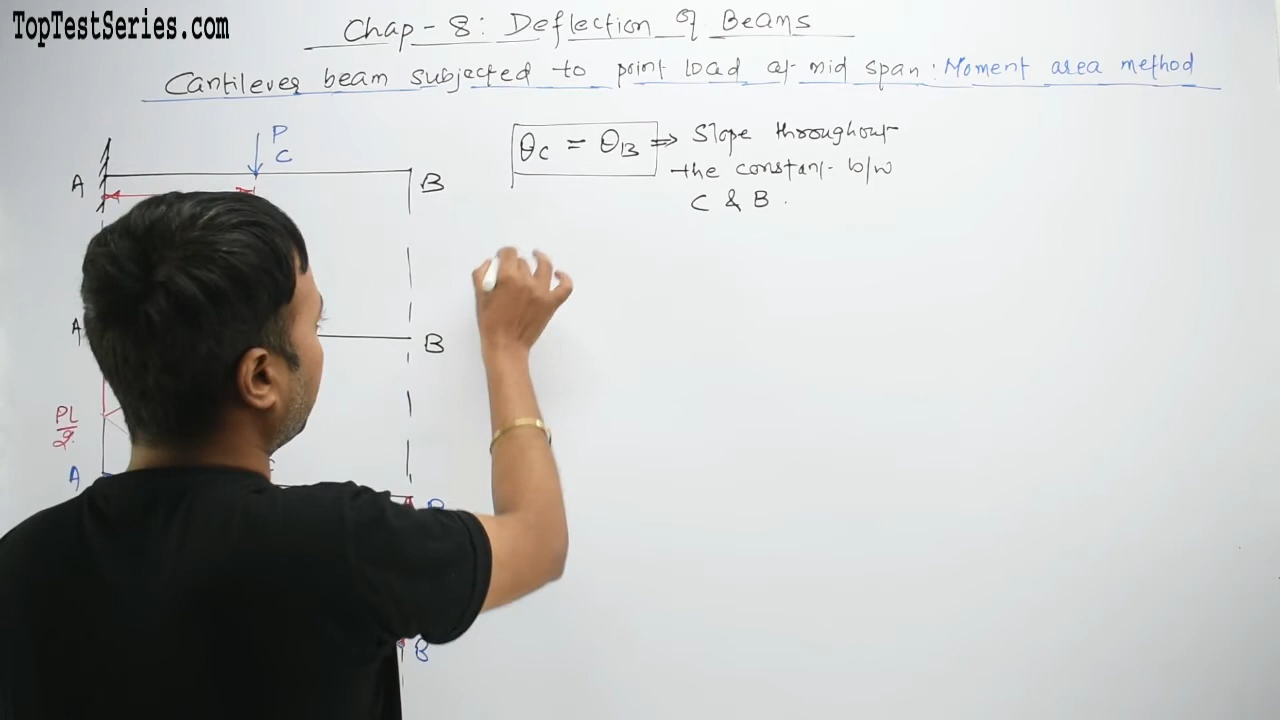 TopTestSeries.com
Chap - 8: Deflection of Beams
Cantilever beam subjected to point load at mid span: Moment area method
P
C
A
B
θC = θB ⇒ Slope throughout
the constant b/w
C & B.
A
B
PL/2
A
B
B